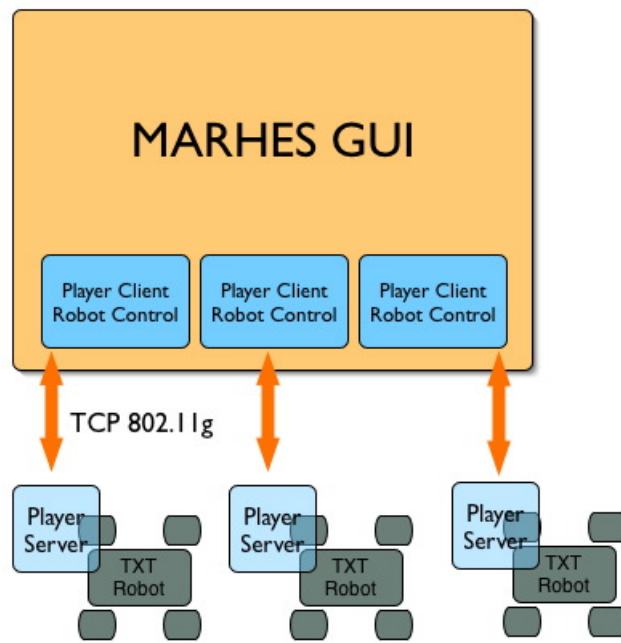 MARHES GUI
Player Client
Robot Control
Player Client
Robot Control
Player Client
Robot Control
TCP 802.11g
Player
Server
TXT
Robot
Player
Server
TXT
Robot
Player
Server
TXT
Robot